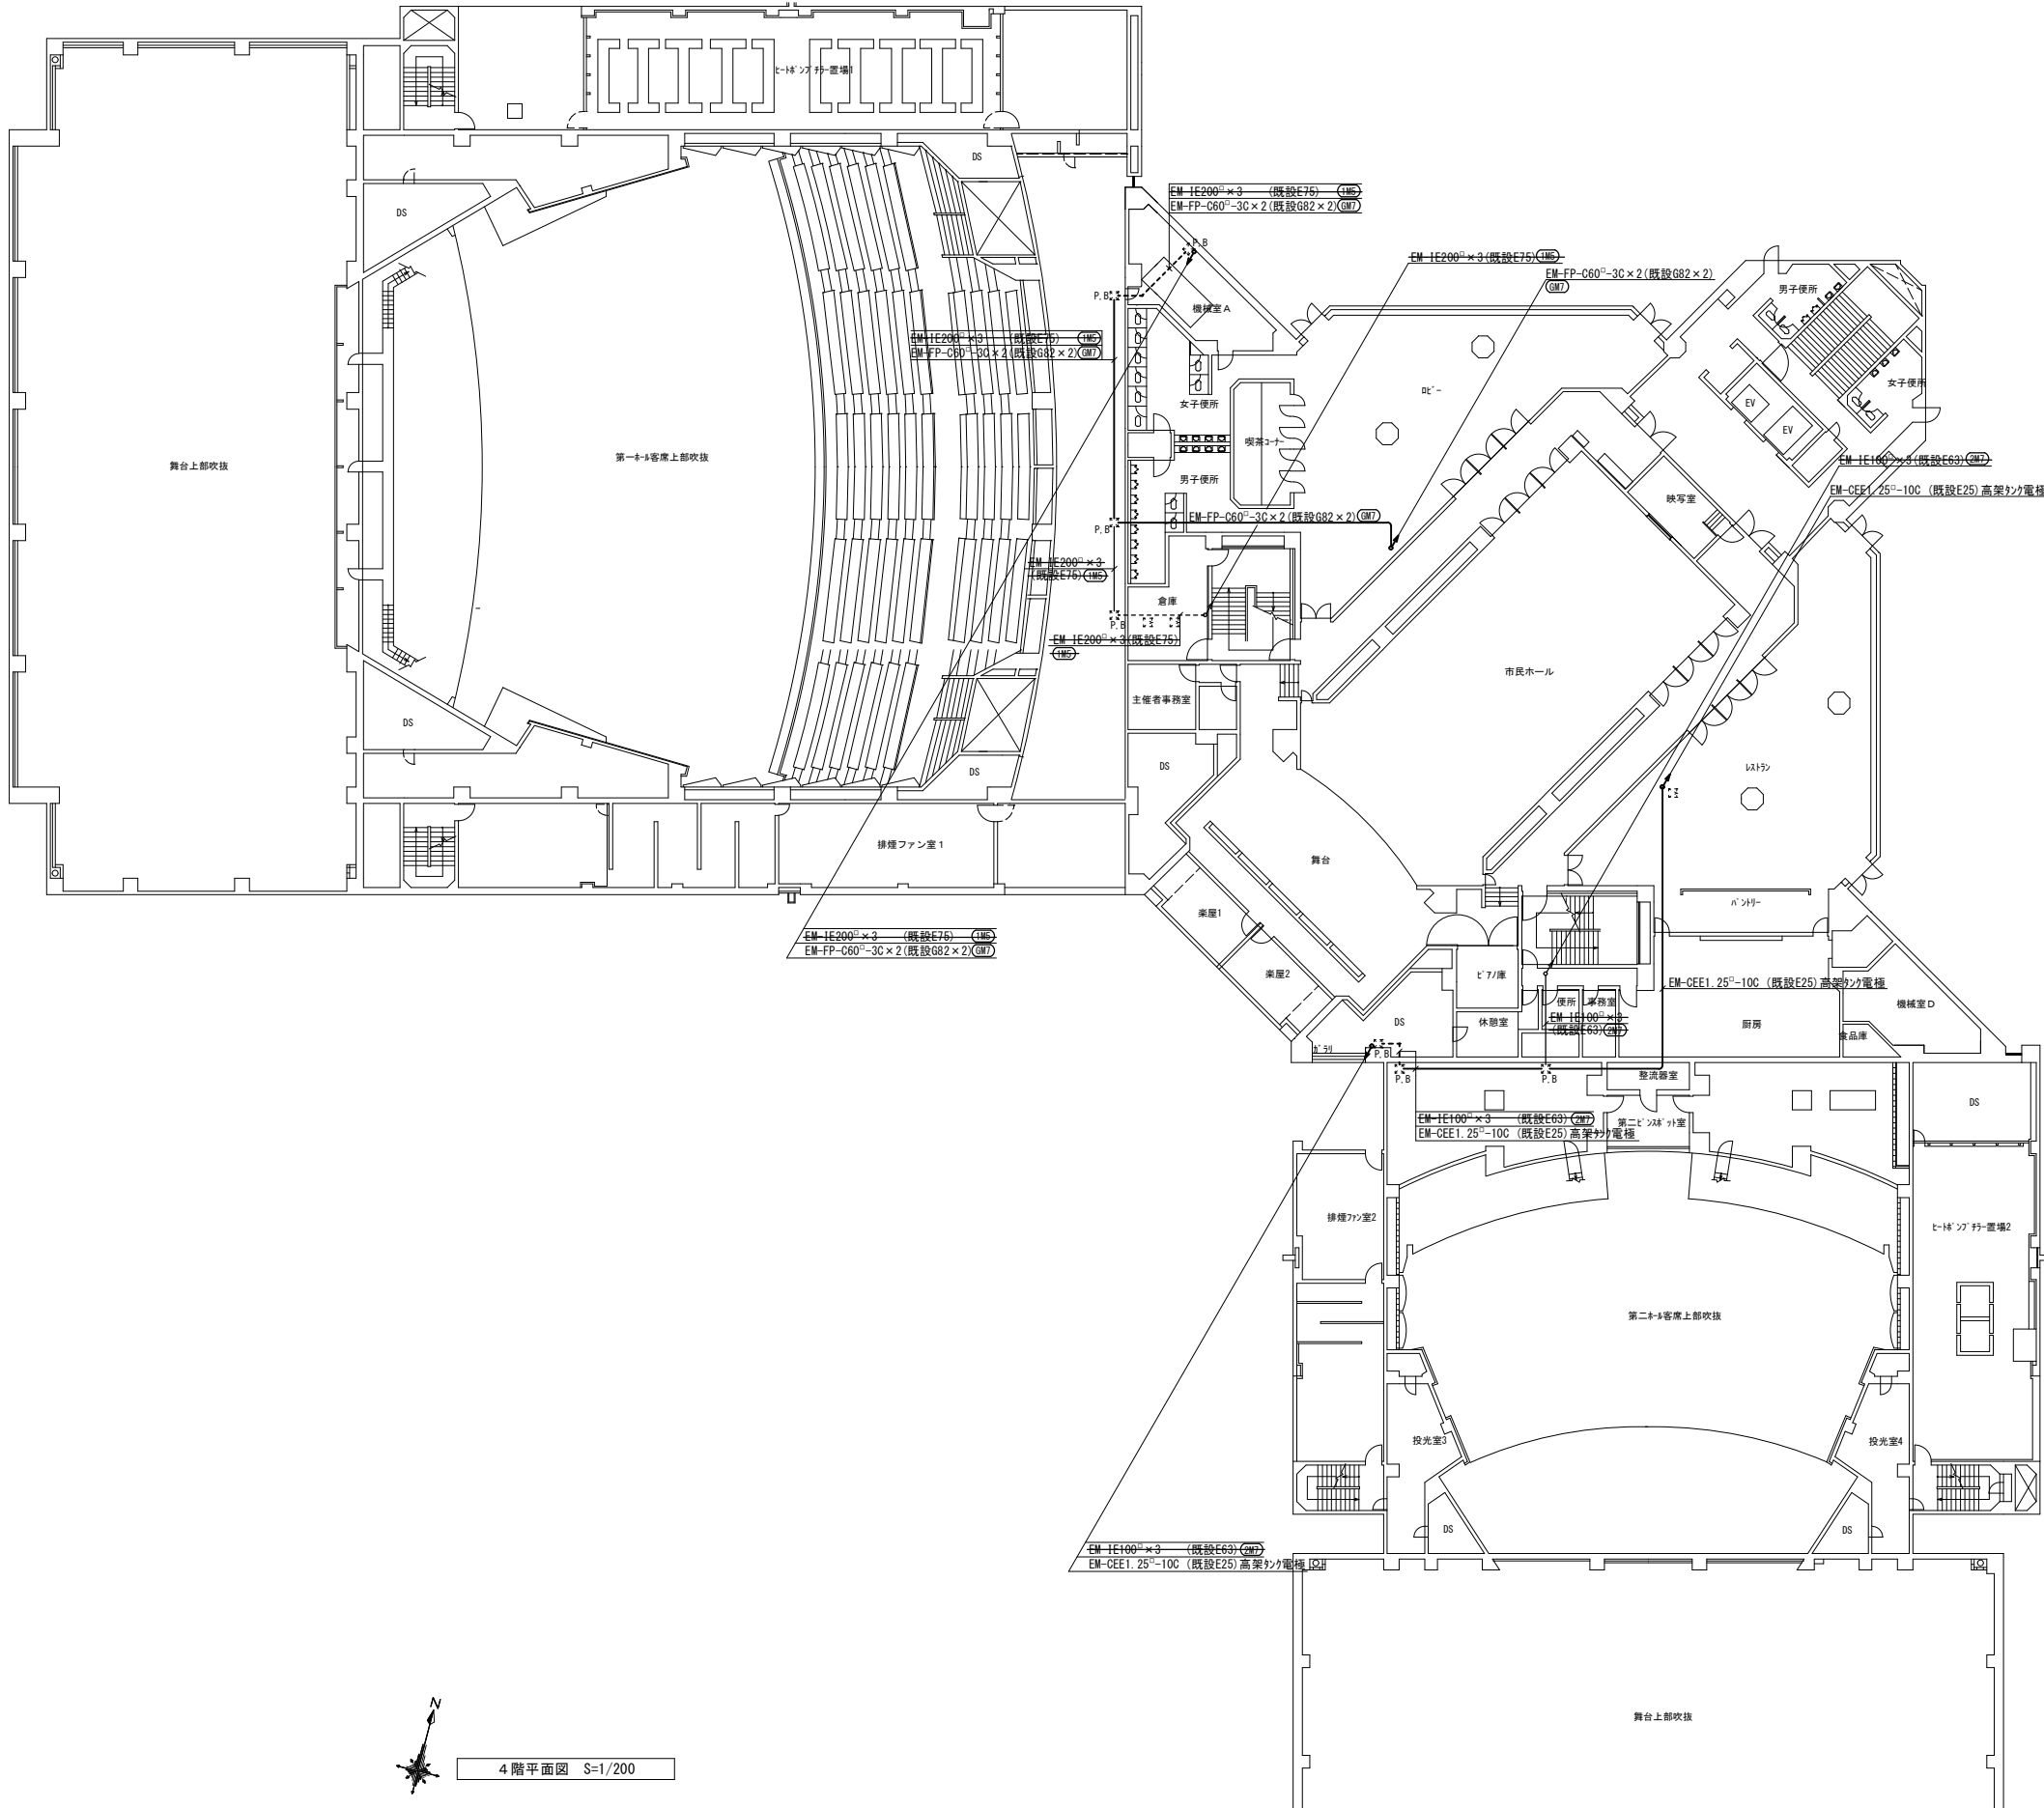 ﾋｰﾄﾎﾟﾝﾌﾟﾁﾗｰ置場1
DS
DS
EM-IE200□×3 (既設E75) 1M5
EM-FP-C60□-3C×2(既設G82×2) GM7
P.B
EM-IE200□×3(既設E75) 1M5
EM-FP-C60□-3C×2(既設G82×2)
GM7
男子便所
P.B
機械室A
EM-IE200□×3 (既設E75) 1M5
EM-FP-C60□-3C×2(既設G82×2) GM7
ﾛﾋﾞｰ
女子便所
女子便所
EV
EV
喫茶ｺｰﾅｰ
舞台上部吹抜
第一ﾎｰﾙ客席上部吹抜
EM-IE100□×3(既設E63) 2M7
男子便所
EM-CEE1.25□-10C (既設E25)高架ﾀﾝｸ電極
映写室
EM-FP-C60□-3C×2(既設G82×2) GM7
P.B
EM-IE200□×3
(既設E75) 1M5
倉庫
P.B
EM-IE200□×3(既設E75)
1M5
市民ホール
主催者事務室
DS
DS
DS
ﾚｽﾄﾗﾝ
排煙ファン室1
舞台
ﾊﾟﾝﾄﾘｰ
楽屋1
EM-IE200□×3 (既設E75) 1M5
EM-FP-C60□-3C×2(既設G82×2) GM7
楽屋2
ﾋﾟｱﾉ庫
EM-CEE1.25□-10C (既設E25)高架ﾀﾝｸ電極
便所
事務室
機械室D
EM-IE100□×3
(既設E63) 2M7
DS
休憩室
厨房
食品庫
ｶﾞﾗﾘ
P.B
P.B
P.B
整流器室
DS
EM-IE100□×3 (既設E63) 2M7
EM-CEE1.25□-10C (既設E25)高架ﾀﾝｸ電極
第二ﾋﾟﾝｽﾎﾟｯﾄ室
排煙ﾌｧﾝ室2
ﾋｰﾄﾎﾟﾝﾌﾟﾁﾗｰ置場2
第二ﾎｰﾙ客席上部吹抜
投光室3
投光室4
DS
DS
EM-IE100□×3 (既設E63) 2M7
EM-CEE1.25□-10C (既設E25)高架ﾀﾝｸ電極
舞台上部吹抜
N
4階平面図 S=1/200